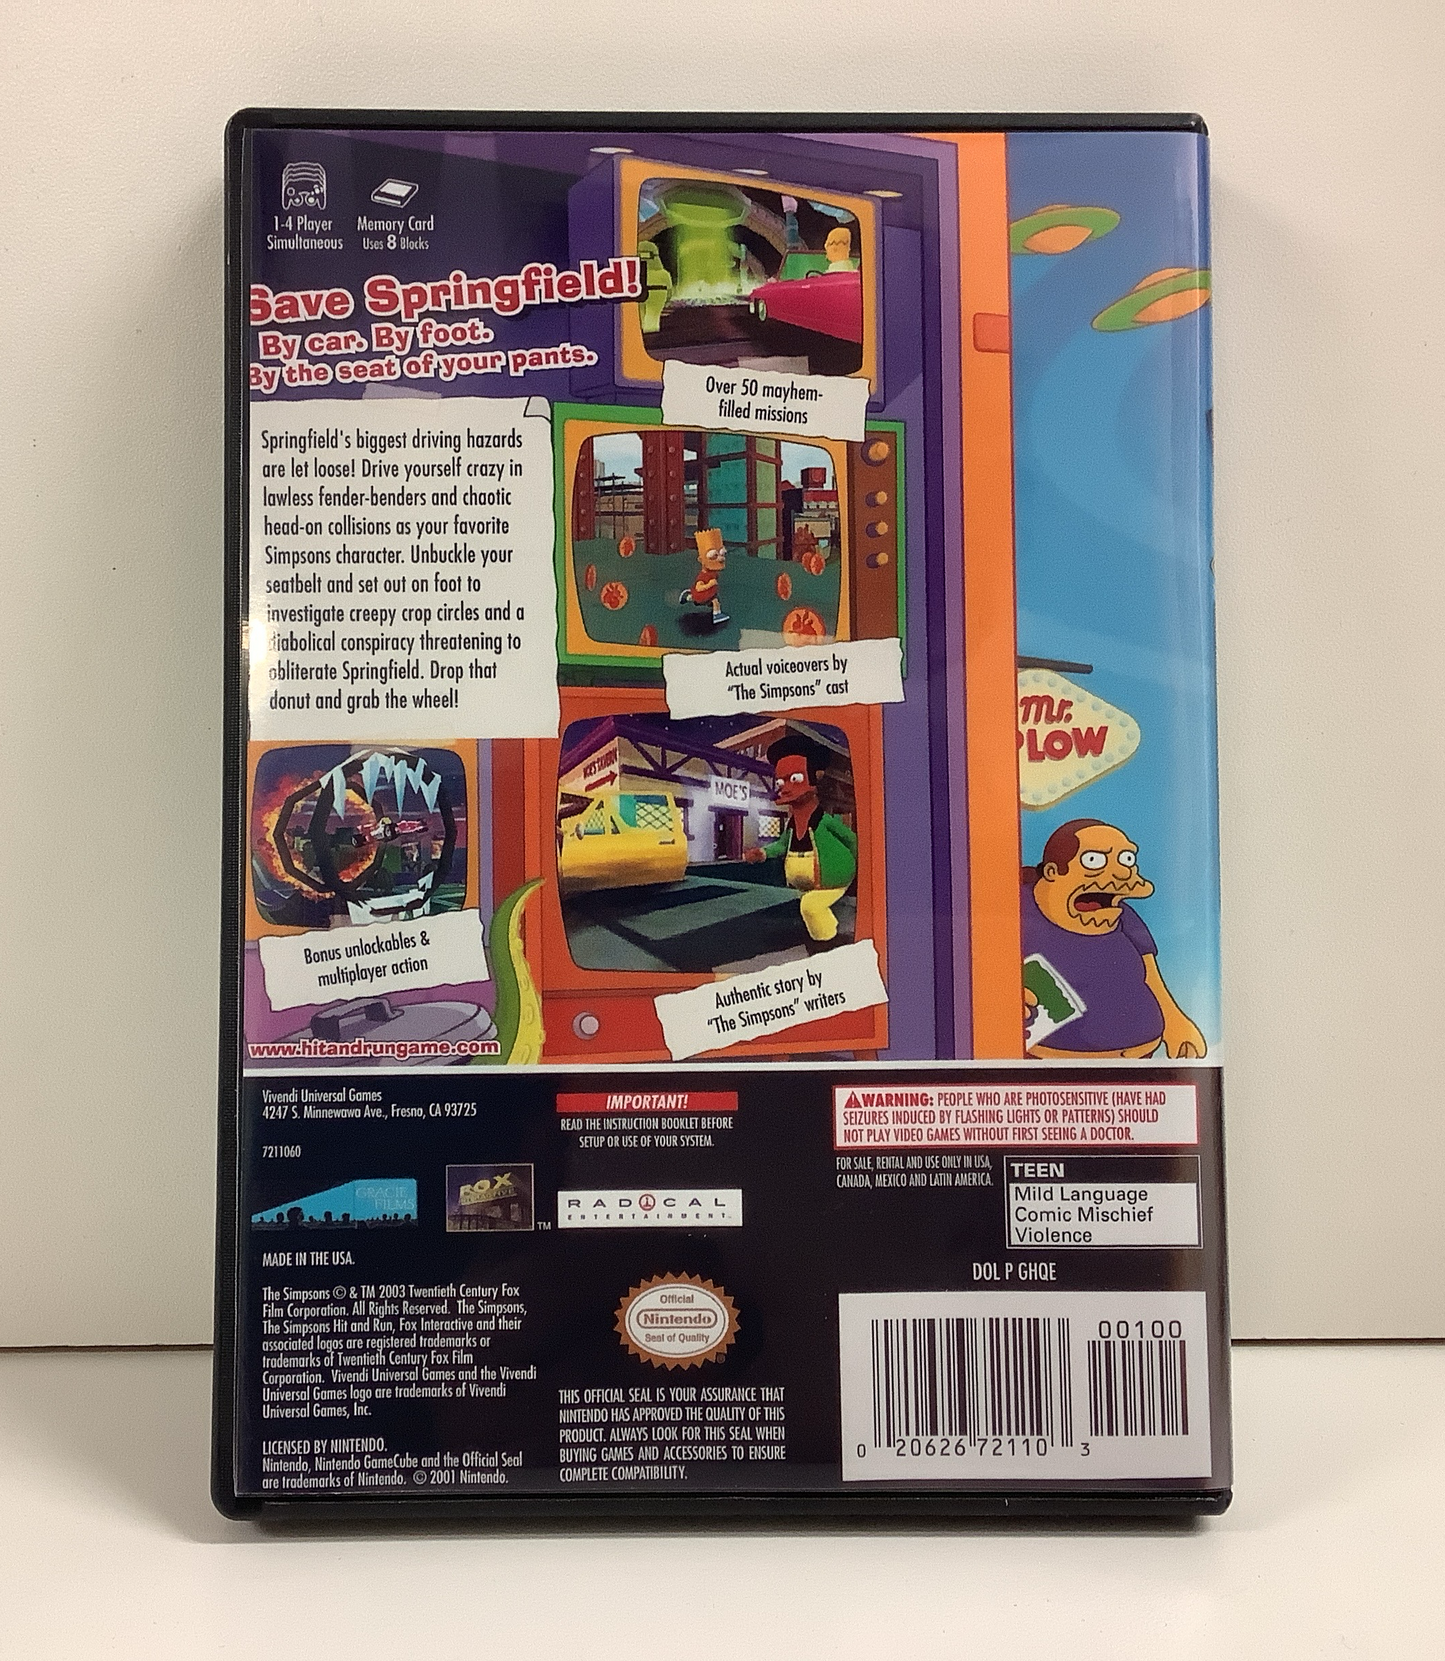 1-4 Player
Simultaneous
Memory Card
Uses 8 Blocks
Save Springfield!
By car. By foot.
By the seat of your pants.
Over 50 mayhem-
filled missions
Springfield's biggest driving hazards
are let loose! Drive yourself crazy in
lawless fender-benders and chaotic
head-on collisions as your favorite
Simpsons character. Unbuckle your
seatbelt and set out on foot to
investigate creepy crop circles and a
diabolical conspiracy threatening to
obliterate Springfield. Drop that
donut and grab the wheel!
Actual voiceovers by
"The Simpsons" cast
Mr.
PLOW
MOE'S TAVERN
MOE'S
Bonus unlockables &
multiplayer action
Authentic story by
"The Simpsons" writers
www.hitandrungame.com
Vivendi Universal Games
4247 S. Minnewawa Ave., Fresno, CA 93725
7211060
IMPORTANT!
READ THE INSTRUCTION BOOKLET BEFORE
SETUP OR USE OF YOUR SYSTEM.
WARNING: PEOPLE WHO ARE PHOTOSENSITIVE (HAVE HAD
SEIZURES INDUCED BY FLASHING LIGHTS OR PATTERNS) SHOULD
NOT PLAY VIDEO GAMES WITHOUT FIRST SEEING A DOCTOR.
FOR SALE, RENTAL AND USE ONLY IN USA,
CANADA, MEXICO AND LATIN AMERICA.
TEEN
Mild Language
Comic Mischief
Violence
GRACIE
FILMS
FOX
INTERACTIVE
TM
RADICAL
ENTERTAINMENT
MADE IN THE USA.
DOL P GHQE
The Simpsons © & TM 2003 Twentieth Century Fox
Film Corporation. All Rights Reserved. The Simpsons,
The Simpsons Hit and Run, Fox Interactive and their
associated logos are registered trademarks or
trademarks of Twentieth Century Fox Film
Corporation. Vivendi Universal Games and the Vivendi
Universal Games logo are trademarks of Vivendi
Universal Games, Inc.
LICENSED BY NINTENDO.
Nintendo, Nintendo GameCube and the Official Seal
are trademarks of Nintendo. © 2001 Nintendo.
Official
Nintendo
Seal of Quality
®
THIS OFFICIAL SEAL IS YOUR ASSURANCE THAT
NINTENDO HAS APPROVED THE QUALITY OF THIS
PRODUCT. ALWAYS LOOK FOR THIS SEAL WHEN
BUYING GAMES AND ACCESSORIES TO ENSURE
COMPLETE COMPATIBILITY.
00100
0 20626 72110 3